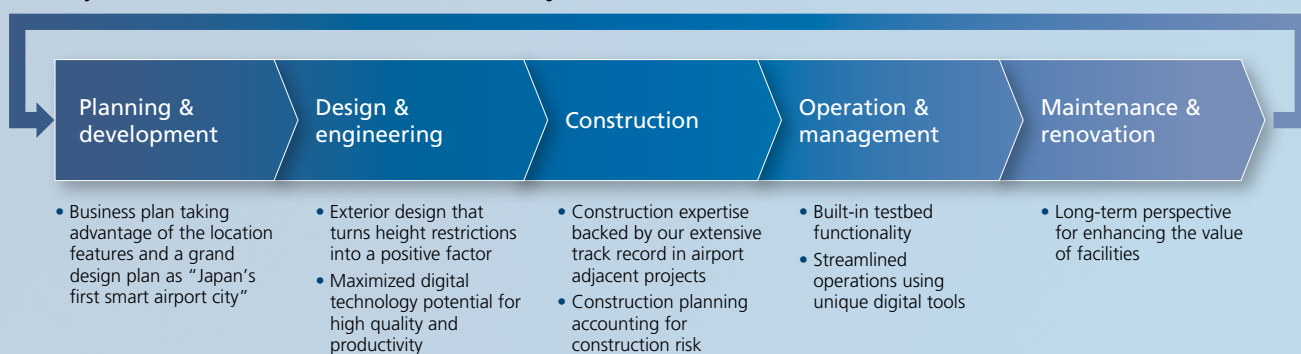 Planning &
development
Design &
engineering
Construction
Operation &
management
Maintenance &
renovation
• Business plan taking
advantage of the location
features and a grand
design plan as “Japan’s
first smart airport city”
• Exterior design that
turns height restrictions
into a positive factor
• Maximized digital
technology potential for
high quality and
productivity
• Construction expertise
backed by our extensive
track record in airport
adjacent projects
• Construction planning
accounting for
construction risk
• Built-in testbed
functionality
• Streamlined
operations using
unique digital tools
• Long-term perspective
for enhancing the value
of facilities